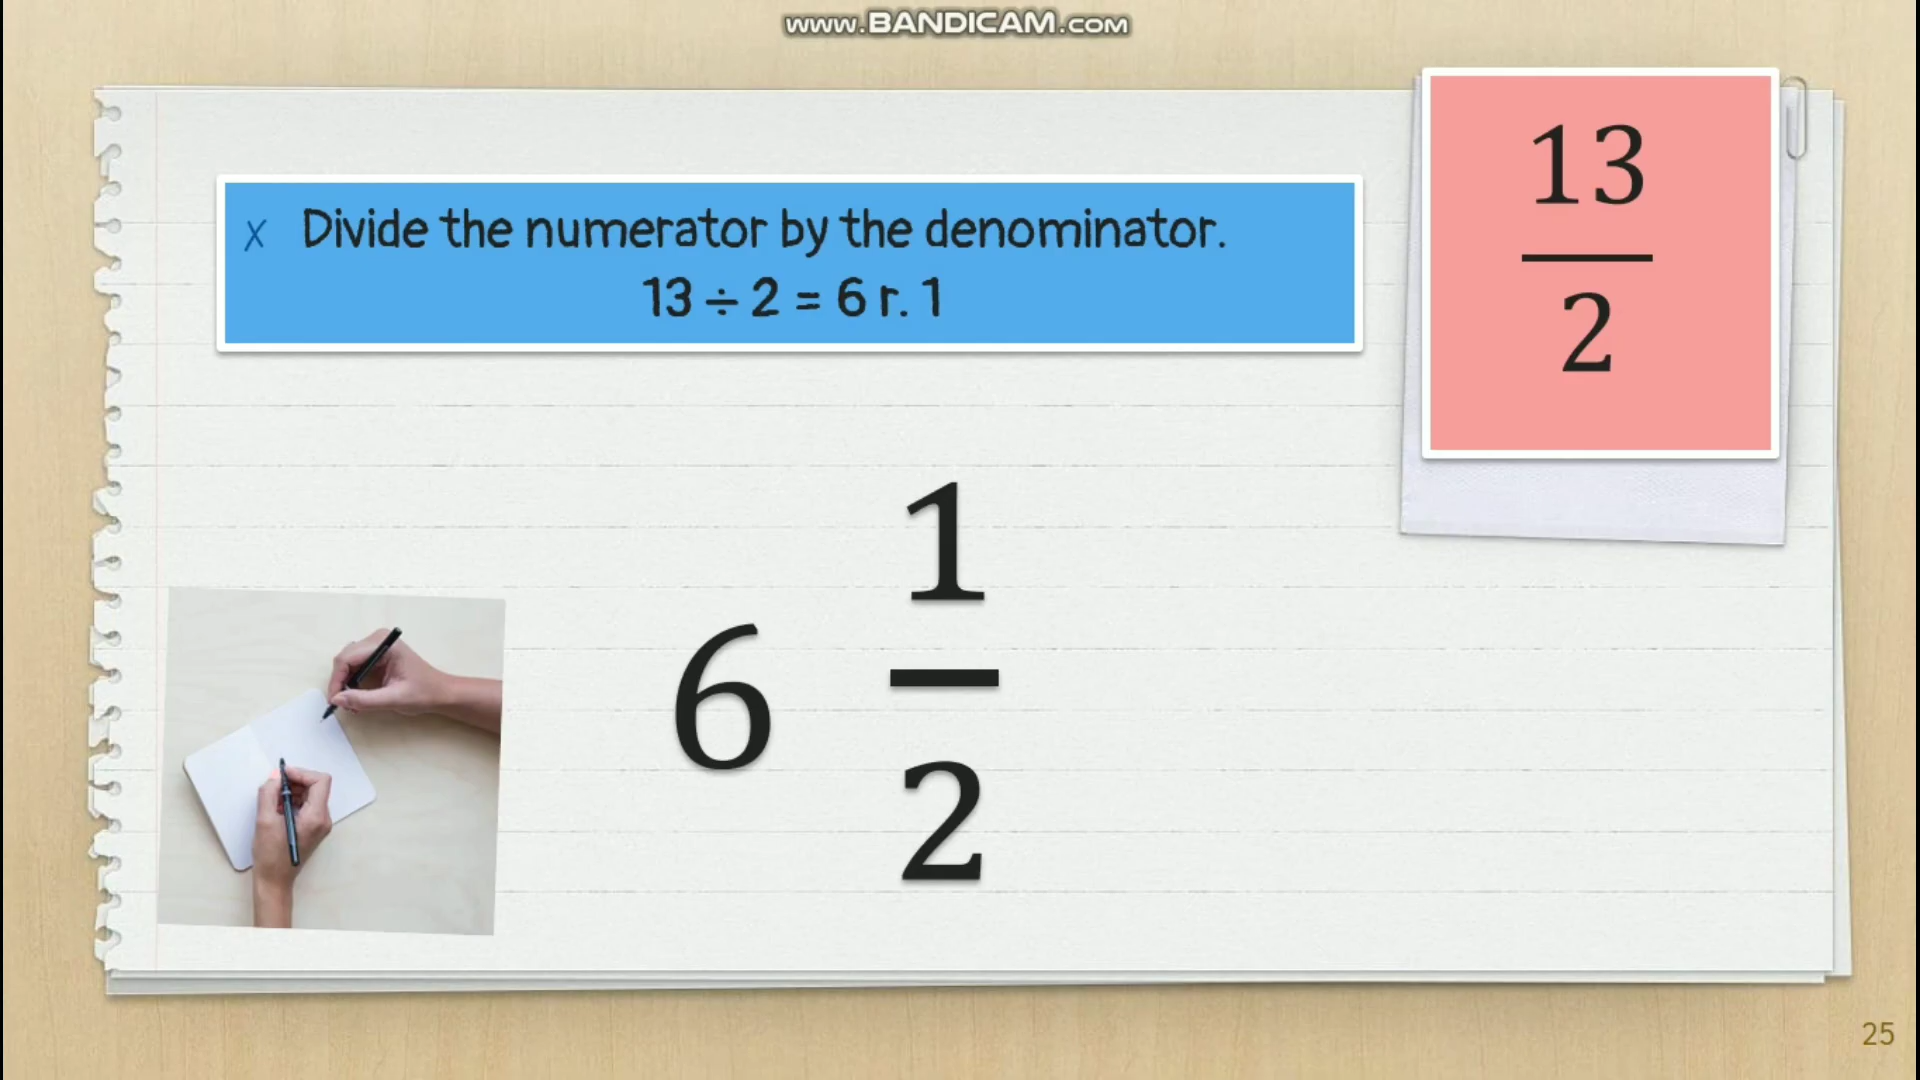 www.BANDICAM.com
X Divide the numerator by the denominator.
13 ÷ 2 = 6 r. 1
13
2
6 1
2
25